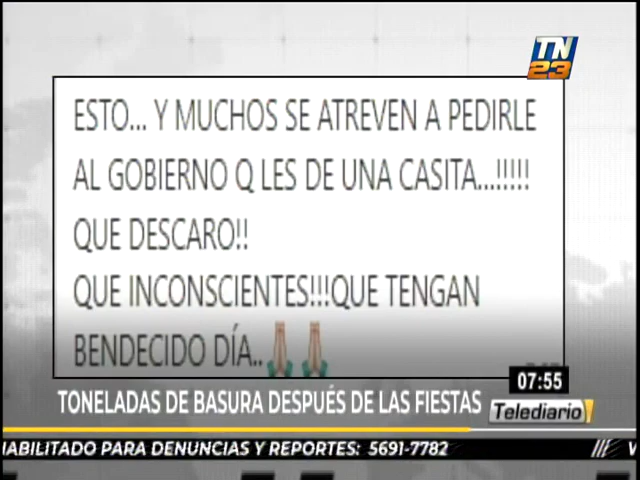 TN
23
ESTO... Y MUCHOS SE ATREVEN A PEDIRLE
AL GOBIERNO Q LES DE UNA CASITA...!!!!!
QUE DESCARO!!
QUE INCONSCIENTES!!!QUE TENGAN
BENDECIDO DÍA..🙏🙏
07:55
TONELADAS DE BASURA DESPUÉS DE LAS FIESTAS
Telediario
HABILITADO PARA DENUNCIAS Y REPORTES: 5691-7782